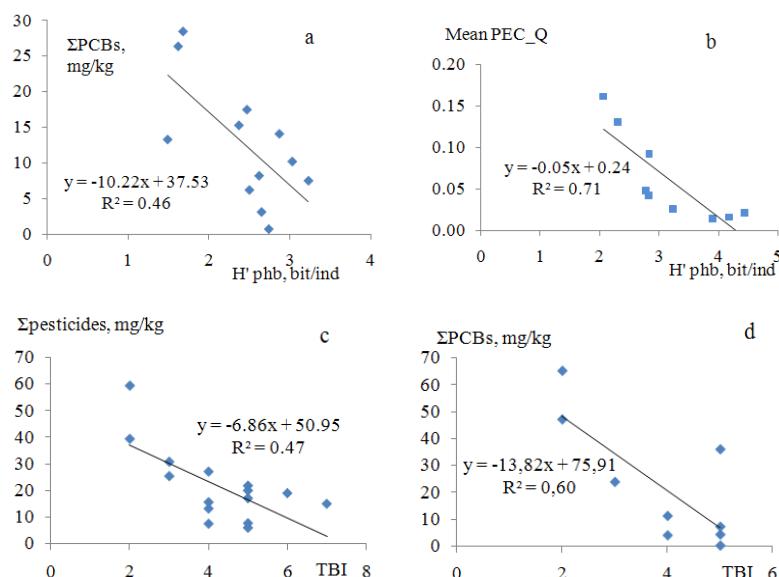 30
25
20
15
10
5
0
ΣPCBs,
mg/kg
a
y = -10.22x + 37.53
R² = 0.46
0 1 2 3 4
H' phb, bit/ind
Mean PEC_Q
b
0.20
0.15
0.10
0.05
0.00
y = -0.05x + 0.24
R² = 0.71
0 1 2 3 4 5
H' phb, bit/ind
Σpesticides, mg/kg
c
70
60
50
40
30
20
10
0
y = -6.86x + 50.95
R² = 0.47
0 2 4 6 8
TBI
ΣPCBs, mg/kg
d
70
60
50
40
30
20
10
0
y = -13,82x + 75,91
R² = 0,60
0 2 4 6
TBI